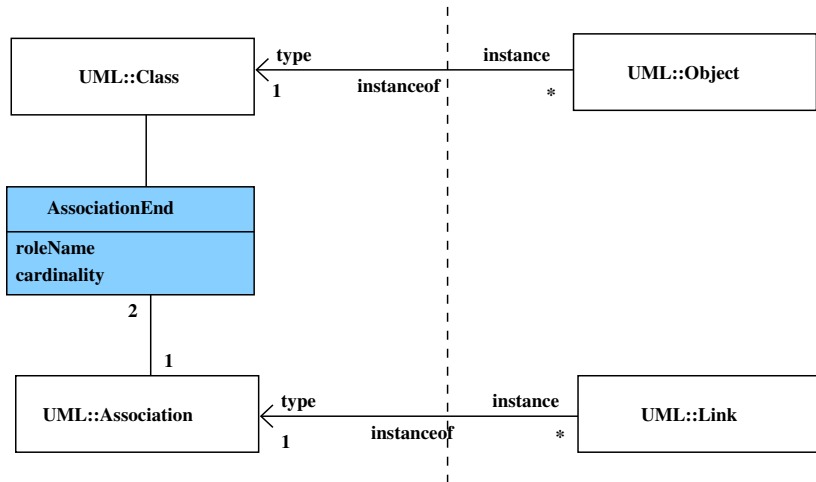 type
instance
UML::Class
UML::Object
1
instanceof
*
AssociationEnd
roleName
cardinality
2
1
type
instance
UML::Association
UML::Link
1
instanceof
*